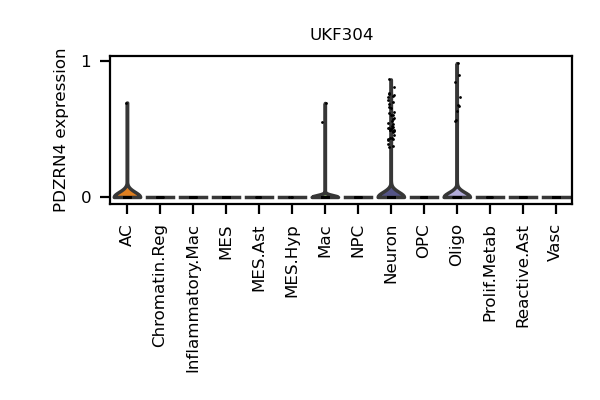 UKF304
PDZRN4 expression
1
0
AC
Chromatin.Reg
Inflammatory.Mac
MES
MES.Ast
MES.Hyp
Mac
NPC
Neuron
OPC
Oligo
Prolif.Metab
Reactive.Ast
Vasc